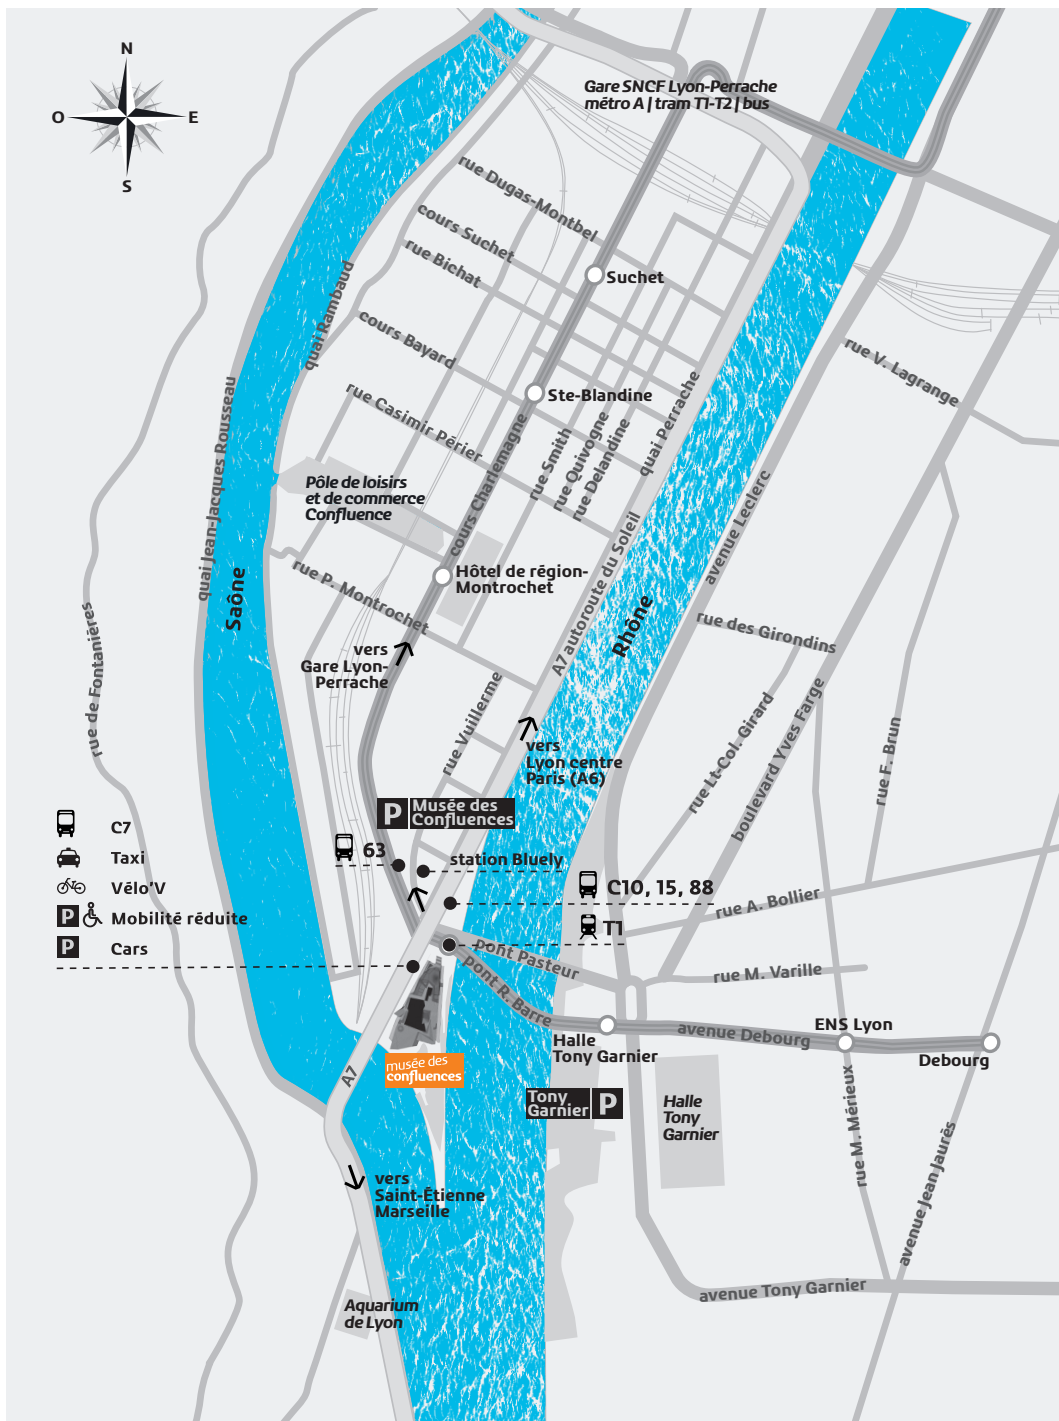 N
O
E
S
Gare SNCF Lyon-Perrache
métro A | tram T1-T2 | bus
rue Dugas-Montbel
cours Suchet
rue Bichat
Suchet
quai Rambaud
cours Bayard
rue V. Lagrange
quai Jean-Jacques Rousseau
rue Casimir Périer
Ste-Blandine
quai Perrache
cours Charlemagne
rue Smith
rue Quivogne
rue Delandine
Pôle de loisirs
et de commerce
Confluence
avenue Leclerc
Saône
rue P. Montrochet
Hôtel de région-
Montrochet
A7 autoroute du Soleil
Rhône
rue des Girondins
rue de Fontanières
vers
Gare Lyon-
Perrache
rue Vuillerme
vers
Lyon centre
Paris (A6)
rue Lt-Col. Girard
boulevard Yves Farge
rue F. Brun
P Musée des
Confluences
C7
Taxi
Vélo'V
P Mobilité réduite
P Cars
63
station Bluely
C10, 15, 88
T1
rue A. Bollier
pont Pasteur
pont R. Barre
rue M. Varille
Halle
Tony Garnier
avenue Debourg
ENS Lyon
Debourg
musée des
confluences
A7
Tony
Garnier P
Halle
Tony
Garnier
rue M. Mérieux
avenue Jean Jaurés
vers
Saint-Étienne
Marseille
avenue Tony Garnier
Aquarium
de Lyon